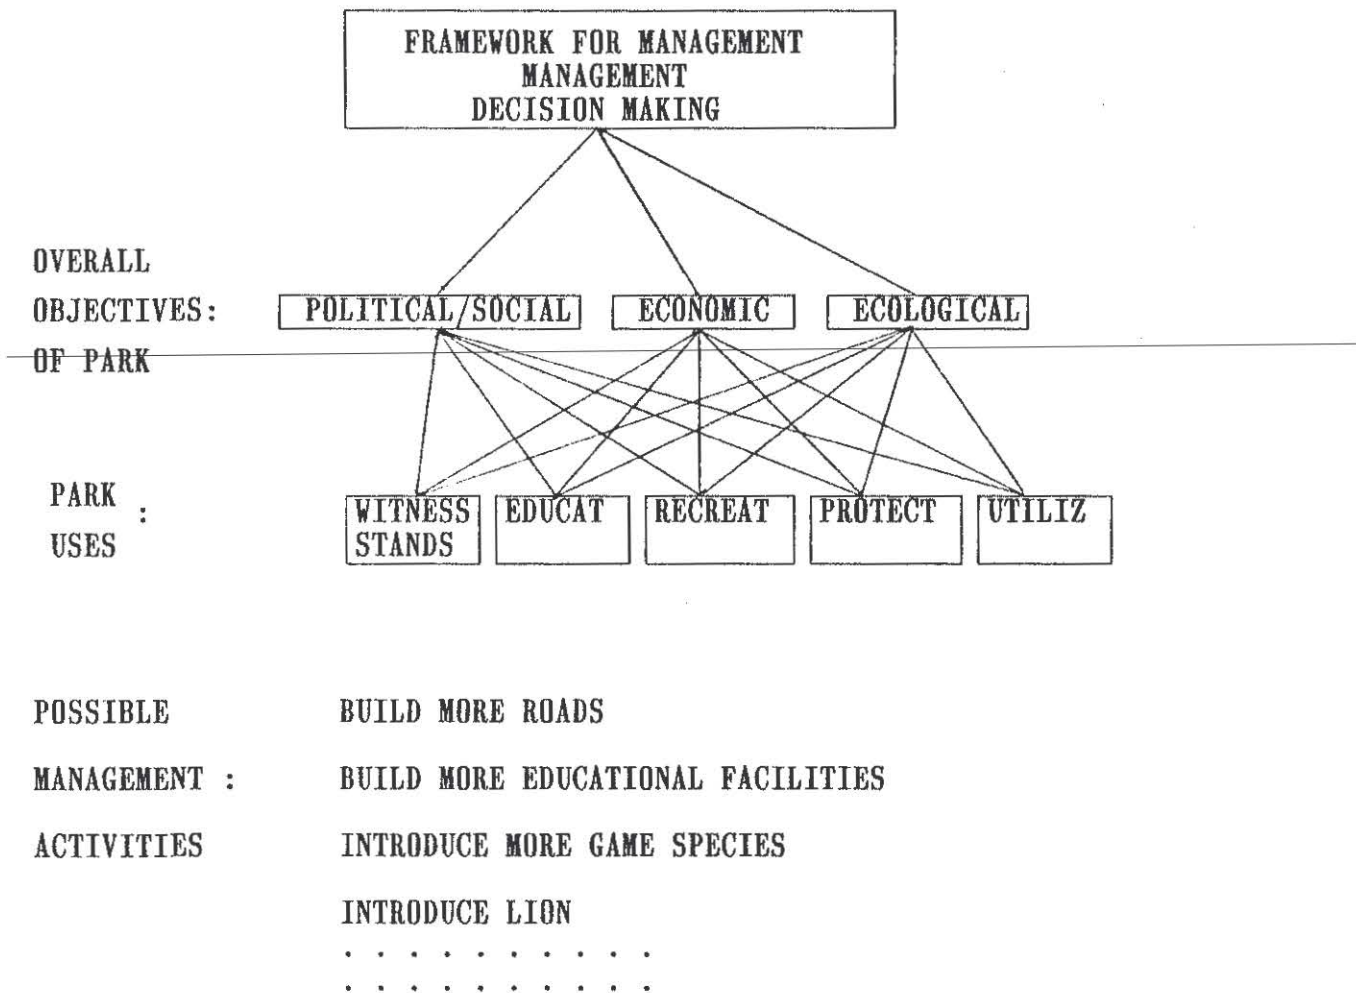 FRAMEWORK FOR MANAGEMENT
MANAGEMENT
DECISION MAKING
OVERALL
OBJECTIVES:
OF PARK
POLITICAL/SOCIAL
ECONOMIC
ECOLOGICAL
PARK
USES
:
WITNESS
STANDS
EDUCAT
RECREAT
PROTECT
UTILIZ
POSSIBLE
BUILD MORE ROADS
MANAGEMENT :
BUILD MORE EDUCATIONAL FACILITIES
ACTIVITIES
INTRODUCE MORE GAME SPECIES
INTRODUCE LION
. . . . . . . . . .
. . . . . . . . . .